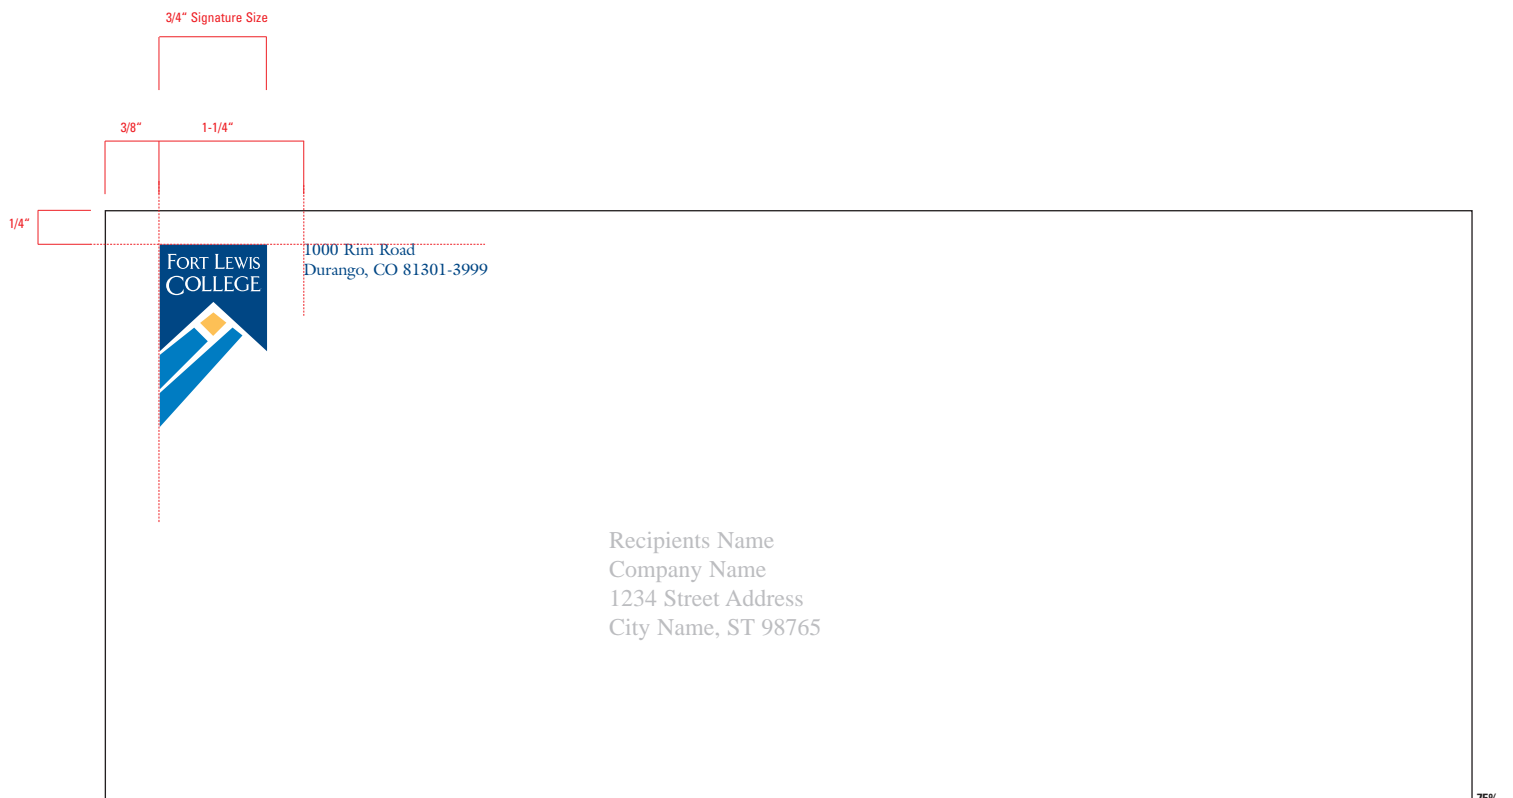 3/4“ Signature Size
3/8“
1-1/4“
1/4“
1000 Rim Road
Durango, CO 81301-3999
FORT LEWIS
COLLEGE
Recipients Name
Company Name
1234 Street Address
City Name, ST 98765